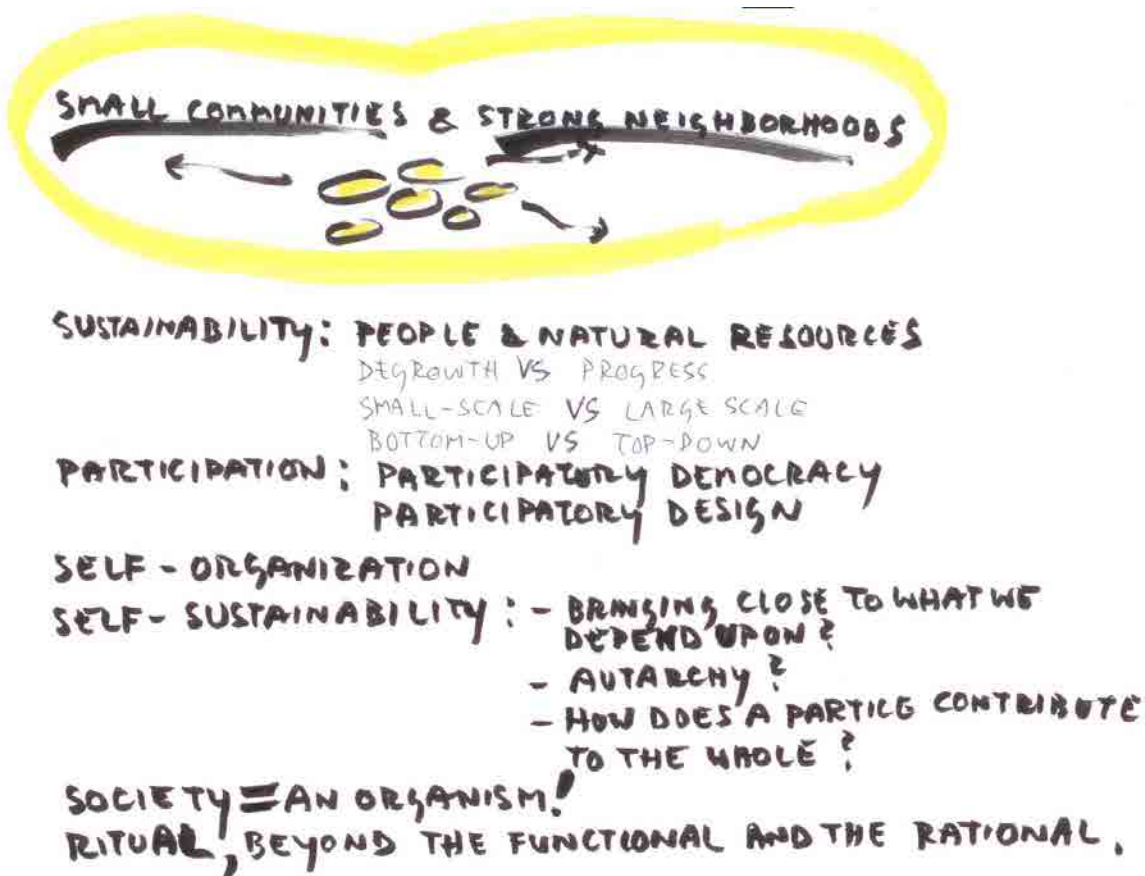 SMALL COMMUNITIES & STRONG NEIGHBORHOODS
SUSTAINABILITY: PEOPLE & NATURAL RESOURCES
DEGROWTH VS PROGRESS
SMALL-SCALE VS LARGE SCALE
BOTTOM-UP VS TOP-DOWN
PARTICIPATION: PARTICIPATORY DEMOCRACY
PARTICIPATORY DESIGN
SELF-ORGANIZATION
SELF-SUSTAINABILITY: - BRINGING CLOSE TO WHAT WE
DEPEND UPON?
- AUTARCHY?
- HOW DOES A PARTICE CONTRIBUTE
TO THE WHOLE?
SOCIETY = AN ORGANISM!
RITUAL, BEYOND THE FUNCTIONAL AND THE RATIONAL.